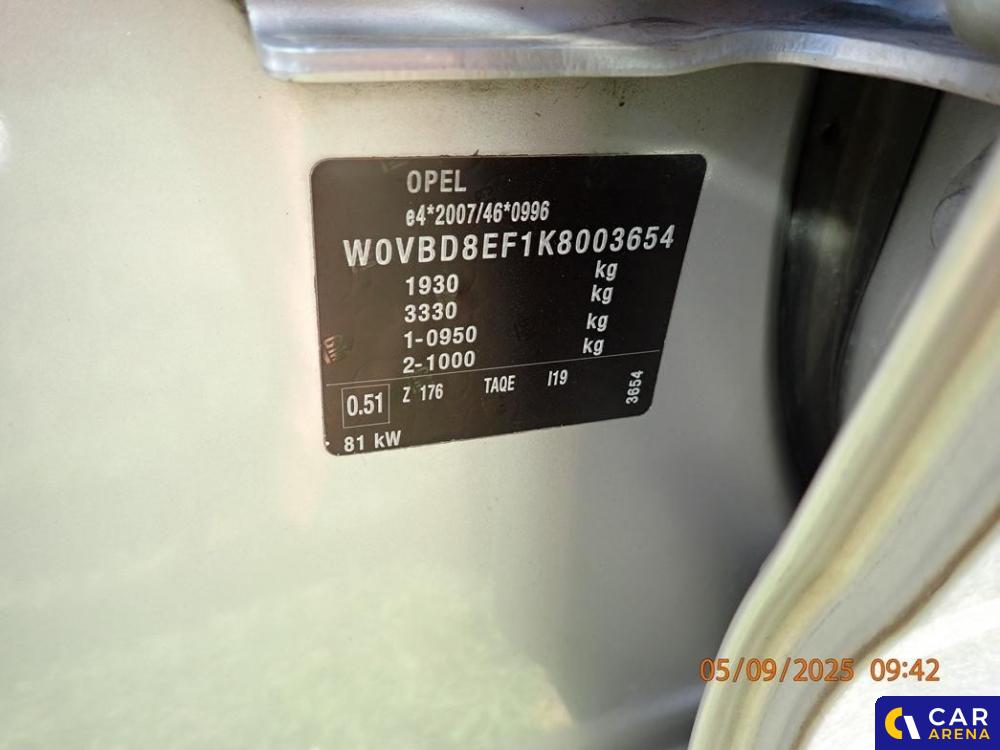 OPEL
e4*2007/46*0996
W0VBD8EF1K8003654
1930 kg
3330 kg
1-0950 kg
2-1000 kg
0.51 Z 176 TAQE I19 3654
81 kW
05/09/2025 09:42
CAR
ARENA